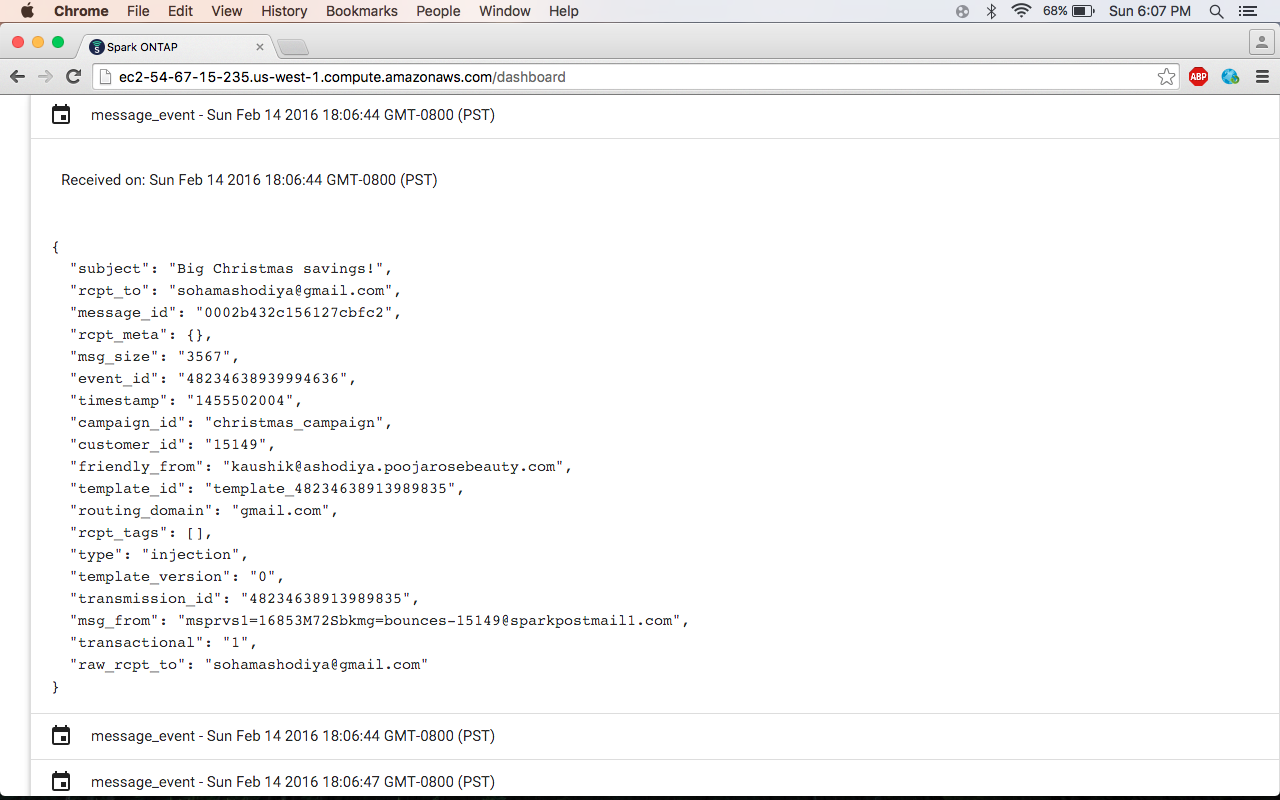 Chrome File Edit View History Bookmarks People Window Help 68% Sun 6:07 PM
Spark ONTAP
ec2-54-67-15-235.us-west-1.compute.amazonaws.com/dashboard ABP
message_event - Sun Feb 14 2016 18:06:44 GMT-0800 (PST)
Received on: Sun Feb 14 2016 18:06:44 GMT-0800 (PST)
{
"subject": "Big Christmas savings!",
"rcpt_to": "sohamashodiya@gmail.com",
"message_id": "0002b432c156127cbfc2",
"rcpt_meta": {},
"msg_size": "3567",
"event_id": "48234638939994636",
"timestamp": "1455502004",
"campaign_id": "christmas_campaign",
"customer_id": "15149",
"friendly_from": "kaushik@ashodiya.poojarosebeauty.com",
"template_id": "template_48234638913989835",
"routing_domain": "gmail.com",
"rcpt_tags": [],
"type": "injection",
"template_version": "0",
"transmission_id": "48234638913989835",
"msg_from": "msprvs1=16853M72Sbkmg=bounces-15149@sparkpostmail1.com",
"transactional": "1",
"raw_rcpt_to": "sohamashodiya@gmail.com"
}
message_event - Sun Feb 14 2016 18:06:44 GMT-0800 (PST)
message_event - Sun Feb 14 2016 18:06:47 GMT-0800 (PST)